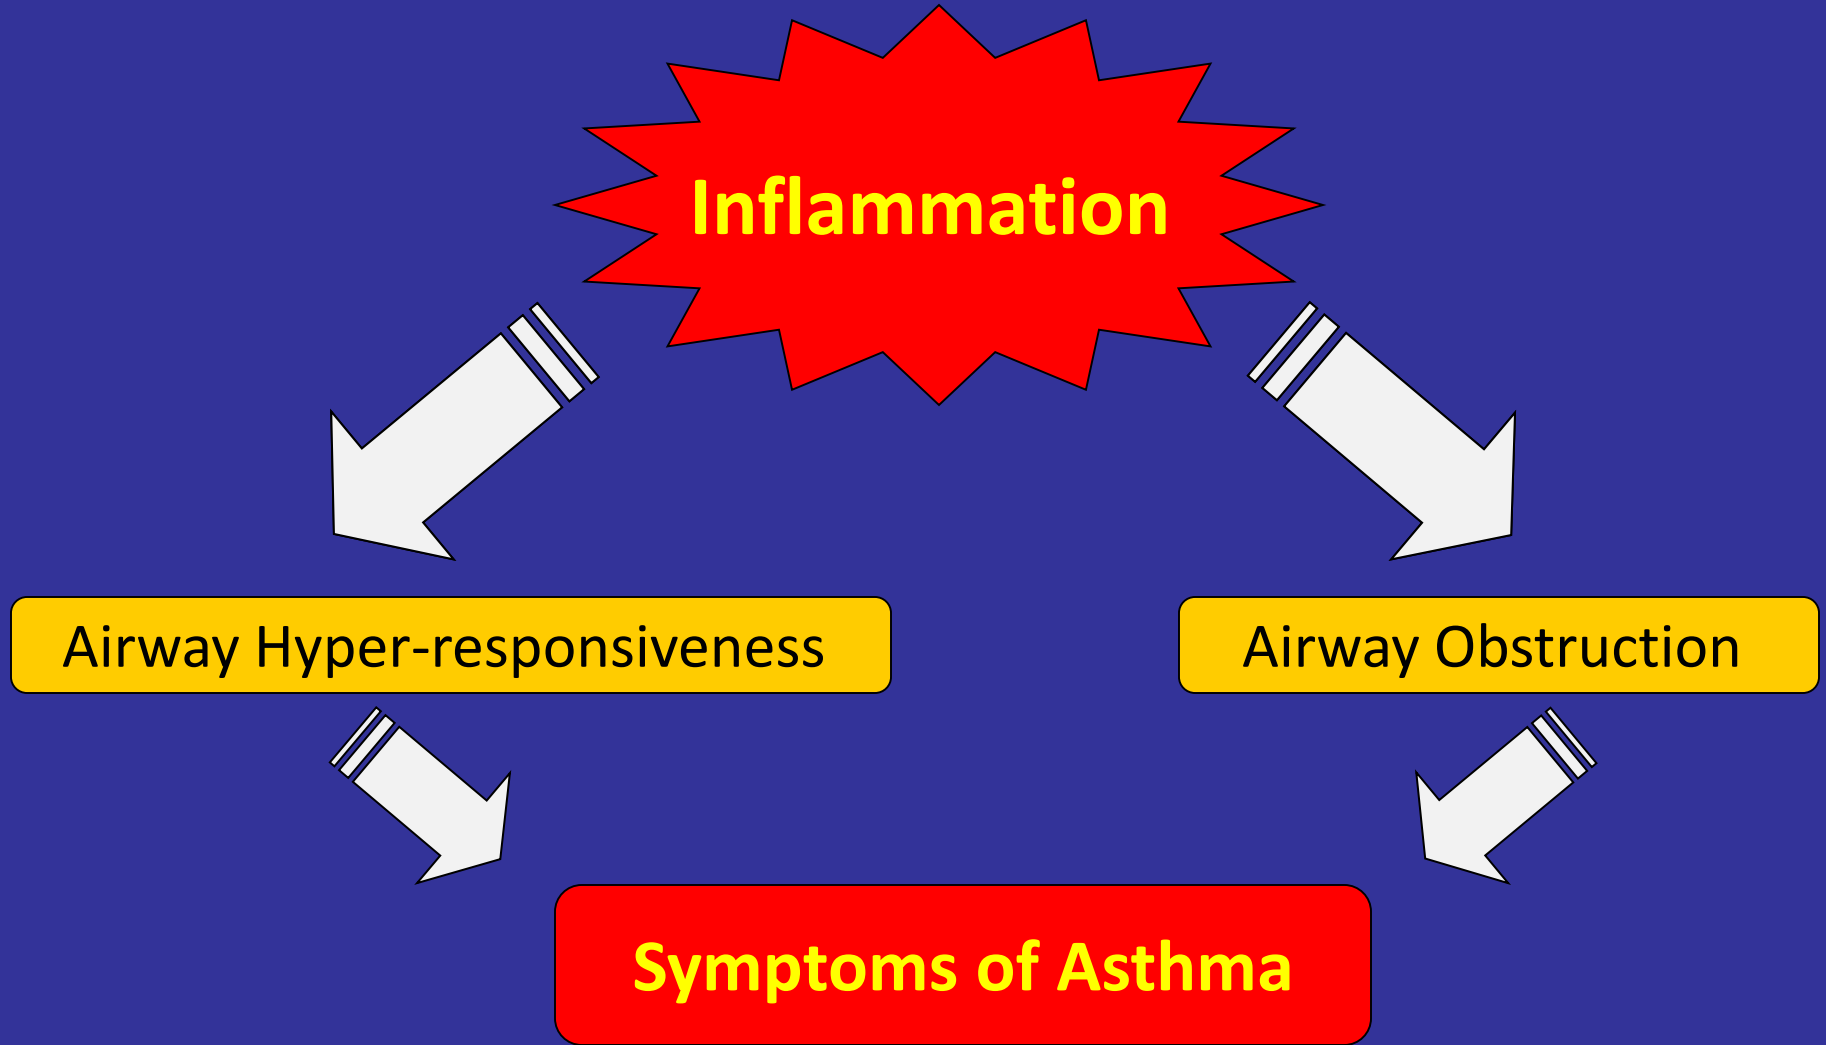 Inflammation
Airway Hyper-responsiveness
Airway Obstruction
Symptoms of Asthma